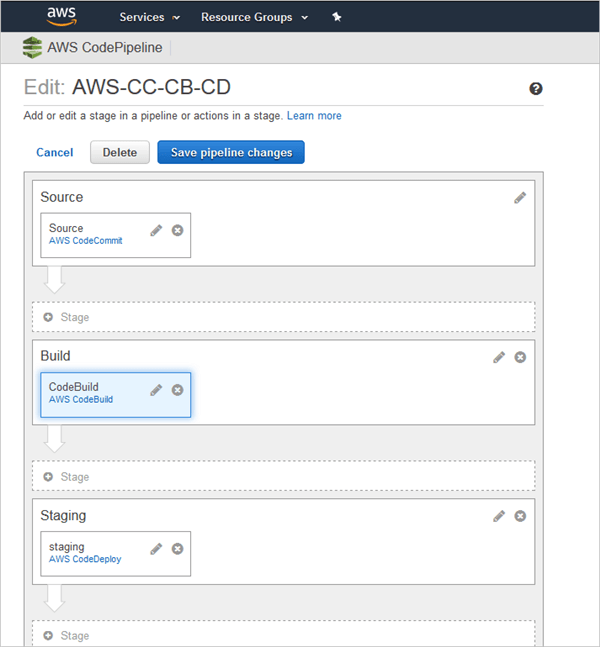 aws Services Resource Groups
AWS CodePipeline
Edit: AWS-CC-CB-CD
?
Add or edit a stage in a pipeline or actions in a stage. Learn more
Cancel Delete Save pipeline changes
Source
Source
AWS CodeCommit
Stage
Build
CodeBuild
AWS CodeBuild
Stage
Staging
staging
AWS CodeDeploy
Stage